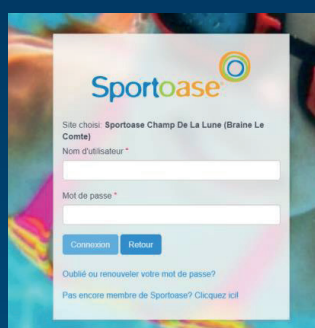 Sportoase
Site choisi: Sportoase Champ De La Lune (Braine Le
Comte)
Nom d'utilisateur *
Mot de passe *
Connexion Retour
Oublié ou renouveler votre mot de passe?
Pas encore membre de Sportoase? Clicquez ici!